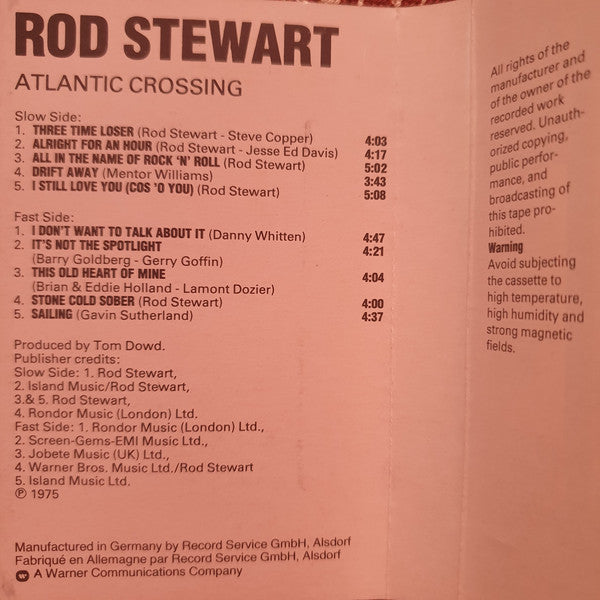 ROD STEWART
ATLANTIC CROSSING
Slow Side:
1. THREE TIME LOSER (Rod Stewart - Steve Copper) 4:03
2. ALRIGHT FOR AN HOUR (Rod Stewart - Jesse Ed Davis) 4:17
3. ALL IN THE NAME OF ROCK 'N' ROLL (Rod Stewart) 5:02
4. DRIFT AWAY (Mentor Williams) 3:43
5. I STILL LOVE YOU (COS 'O YOU) (Rod Stewart) 5:08
Fast Side:
1. I DON'T WANT TO TALK ABOUT IT (Danny Whitten) 4:47
2. IT'S NOT THE SPOTLIGHT 4:21
(Barry Goldberg - Gerry Goffin)
3. THIS OLD HEART OF MINE 4:04
(Brian & Eddie Holland - Lamont Dozier)
4. STONE COLD SOBER (Rod Stewart) 4:00
5. SAILING (Gavin Sutherland) 4:37
Produced by Tom Dowd.
Publisher credits:
Slow Side: 1. Rod Stewart,
2. Island Music/Rod Stewart,
3.& 5. Rod Stewart,
4. Rondor Music (London) Ltd.
Fast Side: 1. Rondor Music (London) Ltd.,
2. Screen-Gems-EMI Music Ltd.,
3. Jobete Music (UK) Ltd.,
4. Warner Bros. Music Ltd./Rod Stewart
5. Island Music Ltd.
℗ 1975
Manufactured in Germany by Record Service GmbH, Alsdorf
Fabriqué en Allemagne par Record Service GmbH, Alsdorf
A Warner Communications Company
All rights of the
manufacturer and
of the owner of the
recorded work
reserved. Unauth-
orized copying,
public perfor-
mance, and
broadcasting of
this tape pro-
hibited.
Warning
Avoid subjecting
the cassette to
high temperature,
high humidity and
strong magnetic
fields.